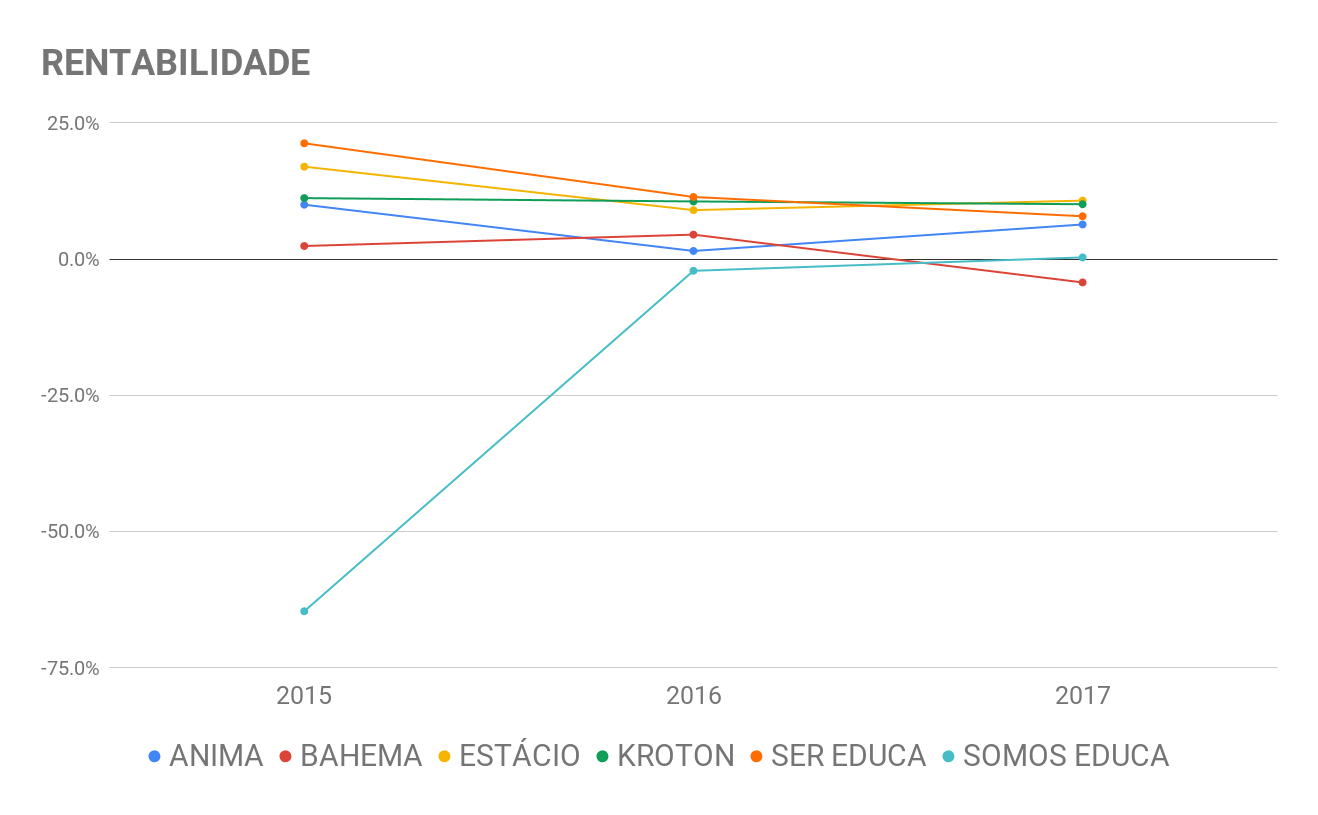 RENTABILIDADE
25.0%
0.0%
-25.0%
-50.0%
-75.0%
2015 2016 2017
ANIMA BAHEMA ESTÁCIO KROTON SER EDUCA SOMOS EDUCA